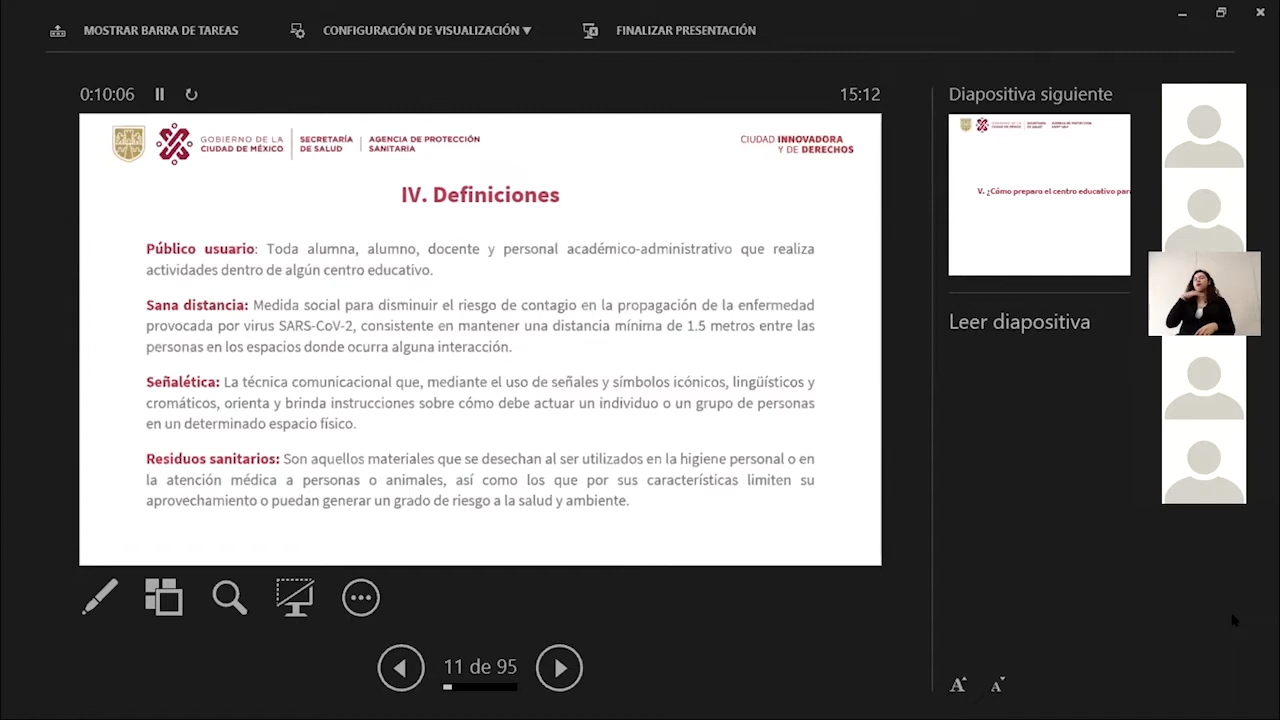 MOSTRAR BARRA DE TAREAS
CONFIGURACIÓN DE VISUALIZACIÓN ▼
FINALIZAR PRESENTACIÓN
0:10:06
15:12
GOBIERNO DE LA
CIUDAD DE MÉXICO
SECRETARÍA
DE SALUD
AGENCIA DE PROTECCIÓN
SANITARIA
CIUDAD INNOVADORA
Y DE DERECHOS
IV. Definiciones
Público usuario: Toda alumna, alumno, docente y personal académico-administrativo que realiza
actividades dentro de algún centro educativo.
Sana distancia: Medida social para disminuir el riesgo de contagio en la propagación de la enfermedad
provocada por virus SARS-CoV-2, consistente en mantener una distancia mínima de 1.5 metros entre las
personas en los espacios donde ocurra alguna interacción.
Señalética: La técnica comunicacional que, mediante el uso de señales y símbolos icónicos, lingüísticos y
cromáticos, orienta y brinda instrucciones sobre cómo debe actuar un individuo o un grupo de personas
en un determinado espacio físico.
Residuos sanitarios: Son aquellos materiales que se desechan al ser utilizados en la higiene personal o en
la atención médica a personas o animales, así como los que por sus características limiten su
aprovechamiento o puedan generar un grado de riesgo a la salud y ambiente.
11 de 95
Diapositiva siguiente
V. ¿Cómo preparo el centro educativo para
Leer diapositiva
A A